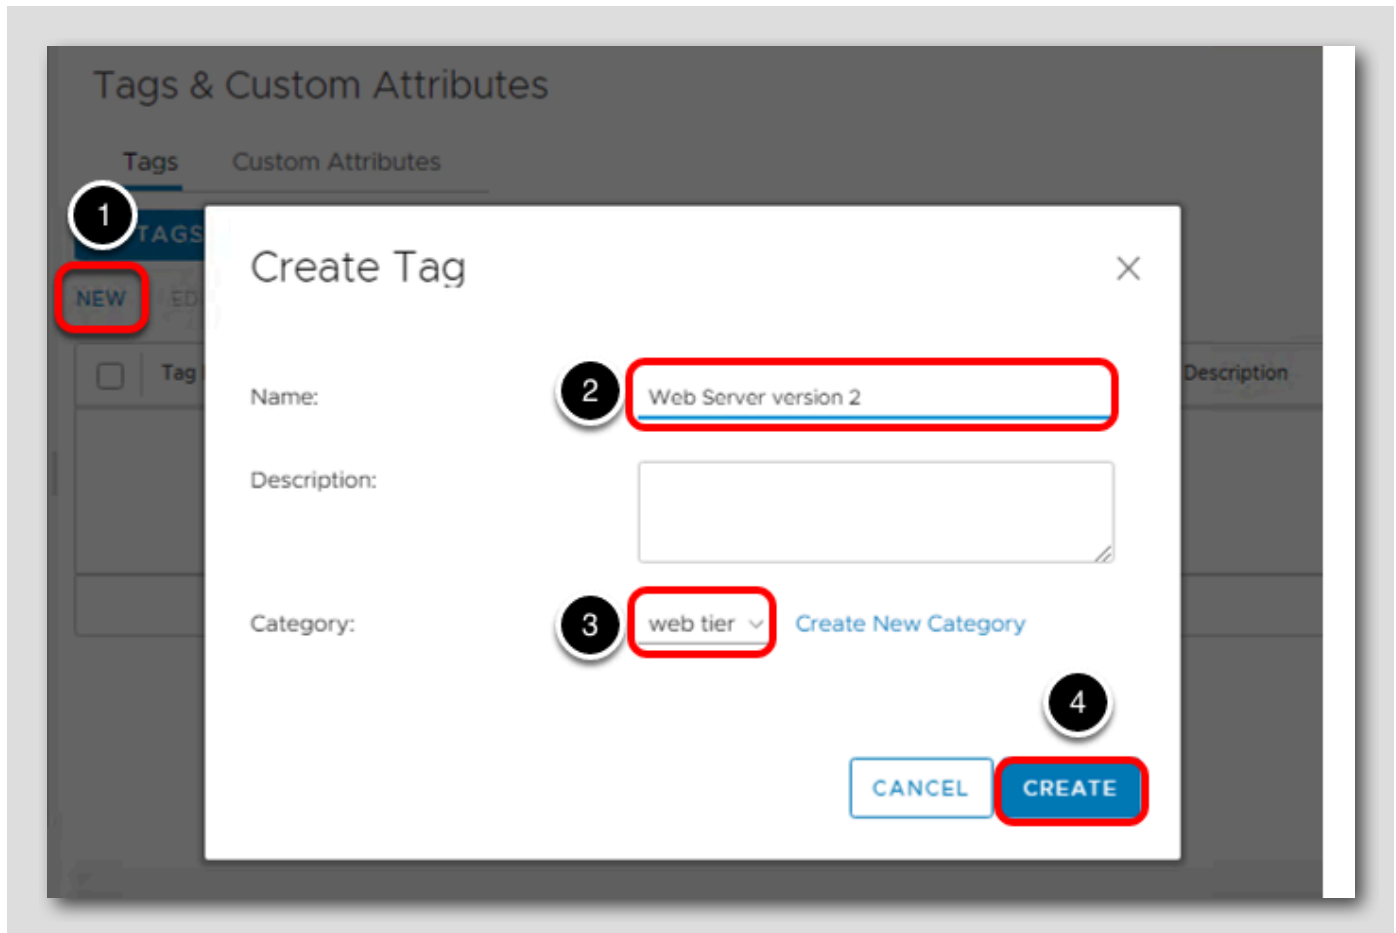 Tags & Custom Attributes
Tags Custom Attributes
1
TAGS
NEW
Tag
Description
Create Tag
2
Name: Web Server version 2
Description:
3
Category: web tier Create New Category
4
CANCEL CREATE